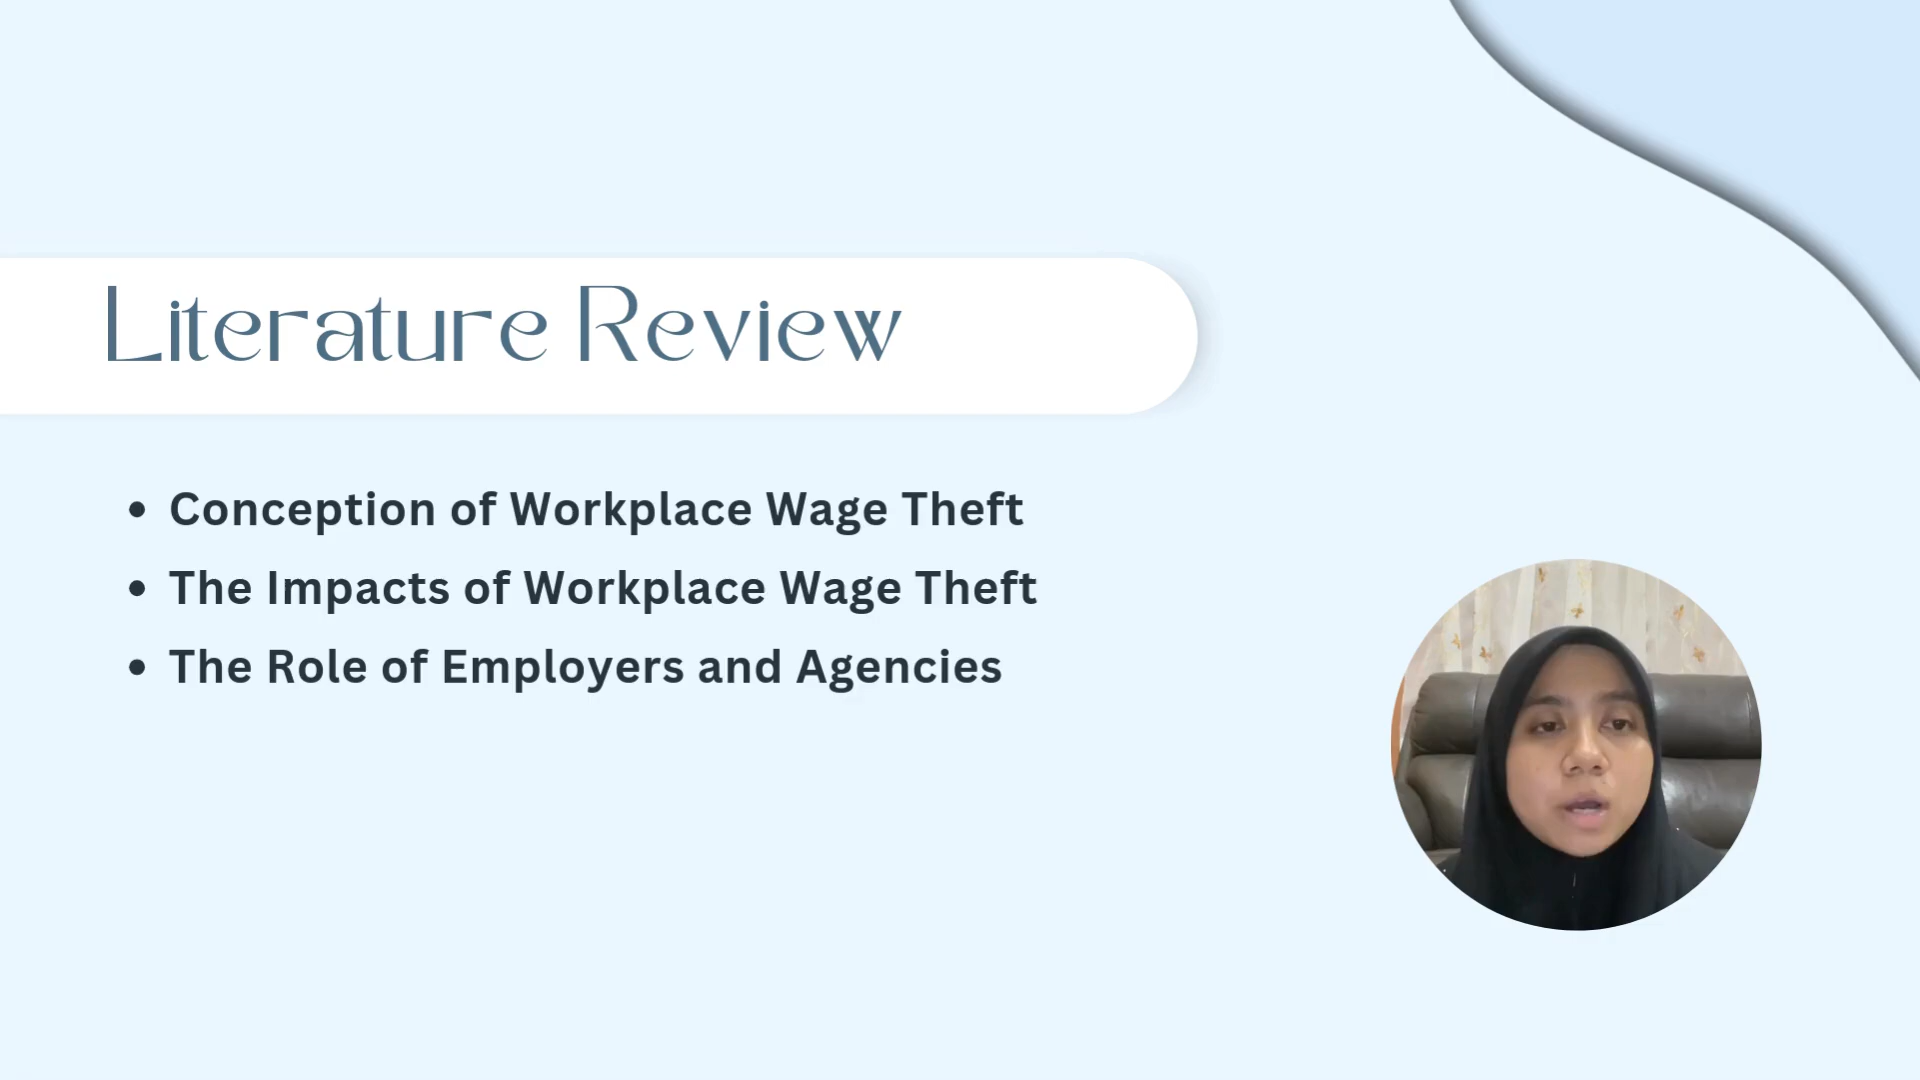 Literature Review
• Conception of Workplace Wage Theft
• The Impacts of Workplace Wage Theft
• The Role of Employers and Agencies